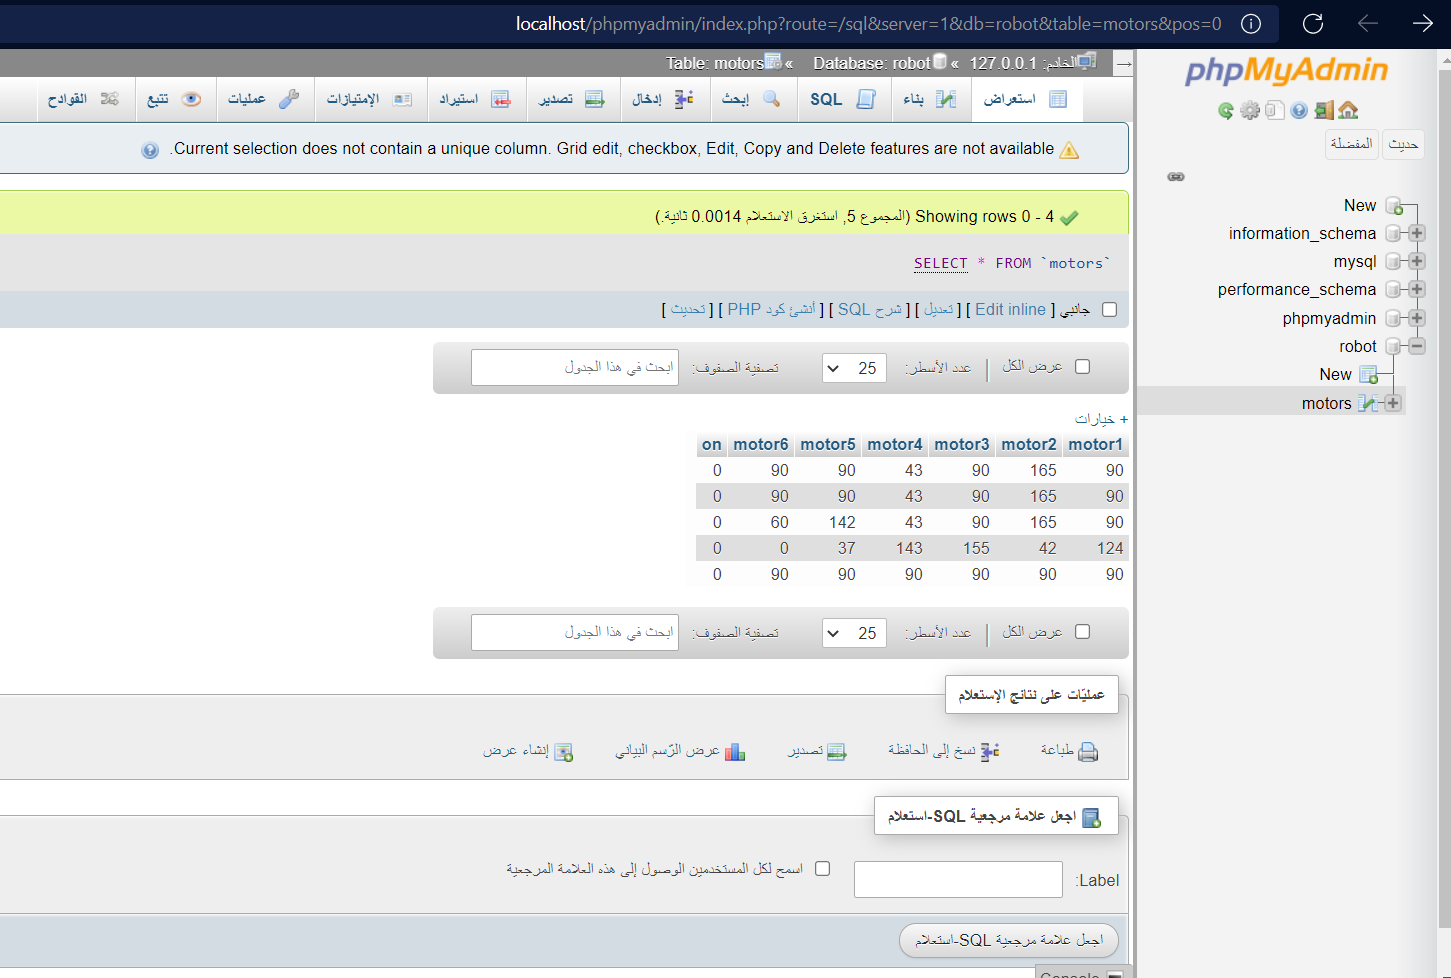 localhost/phpmyadmin/index.php?route=/sql&server=1&db=robot&table=motors&pos=0
phpMyAdmin
حديث
المفضلة
New
information_schema
mysql
performance_schema
phpmyadmin
robot
New
motors
الخادم: 127.0.0.1 » Database: robot » Table: motors
استعراض
بناء
SQL
إبحث
إدخال
تصدير
استيراد
الإمتيازات
عمليات
تتبع
القوادح
Current selection does not contain a unique column. Grid edit, checkbox, Edit, Copy and Delete features are not available.
Showing rows 0 - 4 (المجموع 5, استغرق الاستعلام 0.0014 ثانية.)
SELECT * FROM `motors`
جانبي [ Edit inline ] [ تعديل ] [ شرح SQL ] [ أنشئ كود PHP ] [ تحديث ]
عرض الكل
عدد الأسطر:
25
تصفية الصفوف:
ابحث في هذا الجدول
+ خيارات
motor1 motor2 motor3 motor4 motor5 motor6 on
90 165 90 43 90 90 0
90 165 90 43 90 90 0
90 165 90 43 142 60 0
124 42 155 143 37 0 0
90 90 90 90 90 90 0
عرض الكل
عدد الأسطر:
25
تصفية الصفوف:
ابحث في هذا الجدول
عمليّات على نتائج الإستعلام
طباعة
نسخ إلى الحافظة
تصدير
عرض الرّسم البياني
إنشاء عرض
اجعل علامة مرجعية SQL-استعلام
Label:
اسمح لكل المستخدمين الوصول إلى هذه العلامة المرجعية
اجعل علامة مرجعية SQL-استعلام
Console